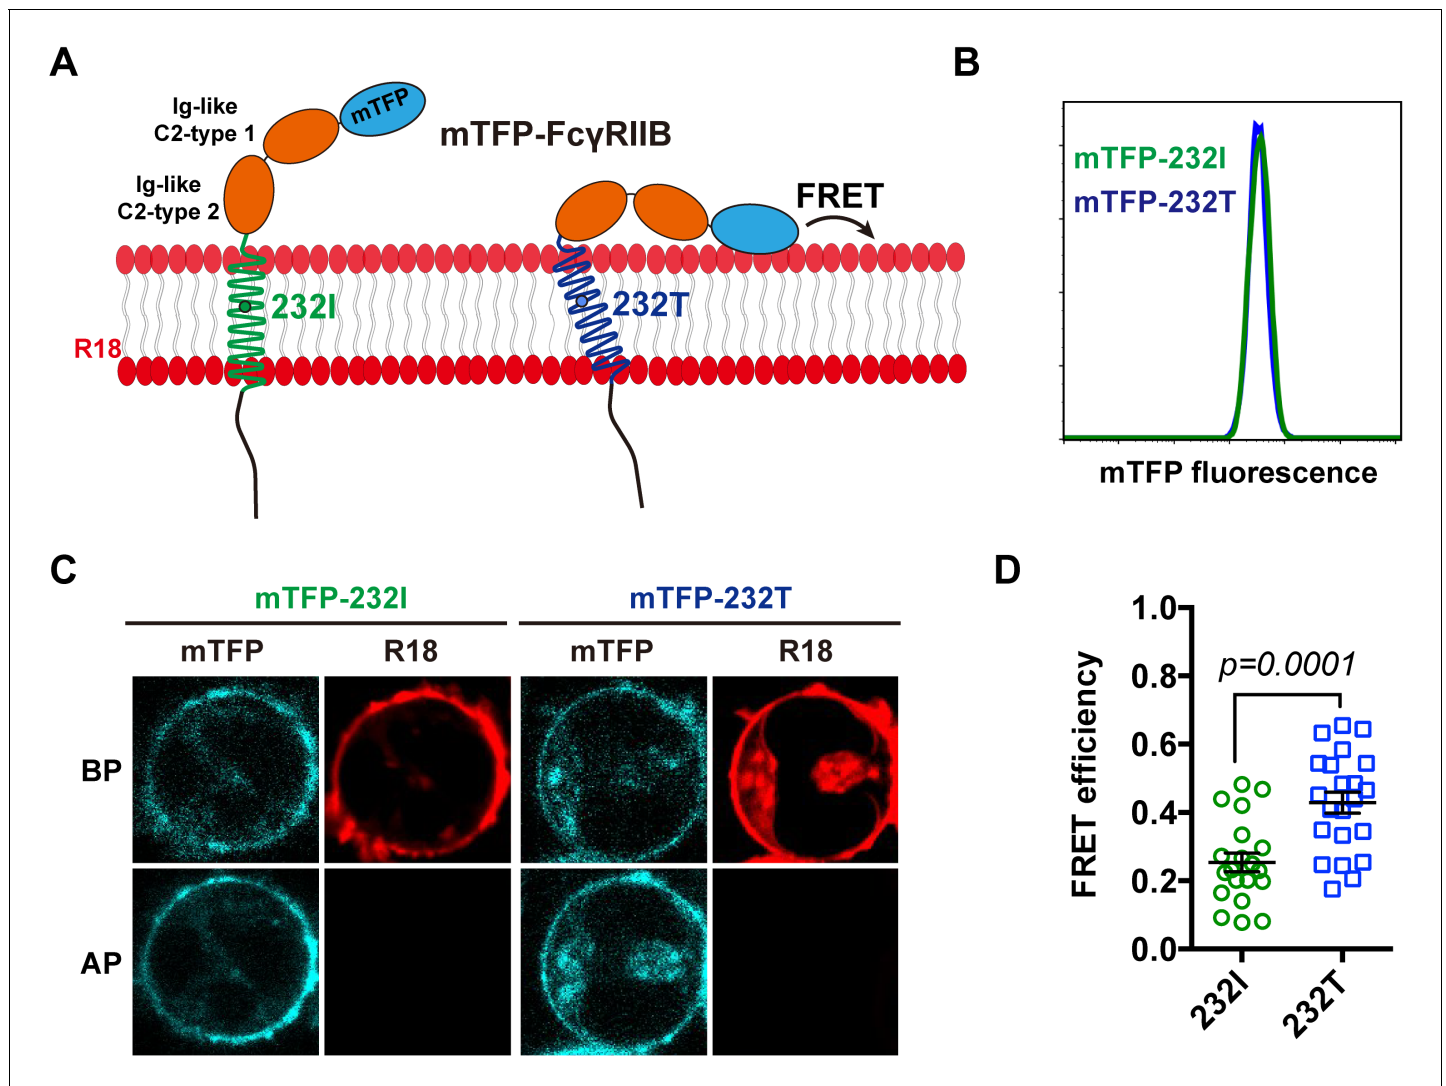 A
Ig-like
C2-type 1
mTFP
mTFP-FcγRIIB
Ig-like
C2-type 2
FRET
232I
232T
R18
B
mTFP-232I
mTFP-232T
mTFP fluorescence
C
mTFP-232I
mTFP-232T
mTFP
R18
mTFP
R18
BP
AP
D
FRET efficiency
1.0
0.8
0.6
0.4
0.2
0.0
p=0.0001
232I
232T